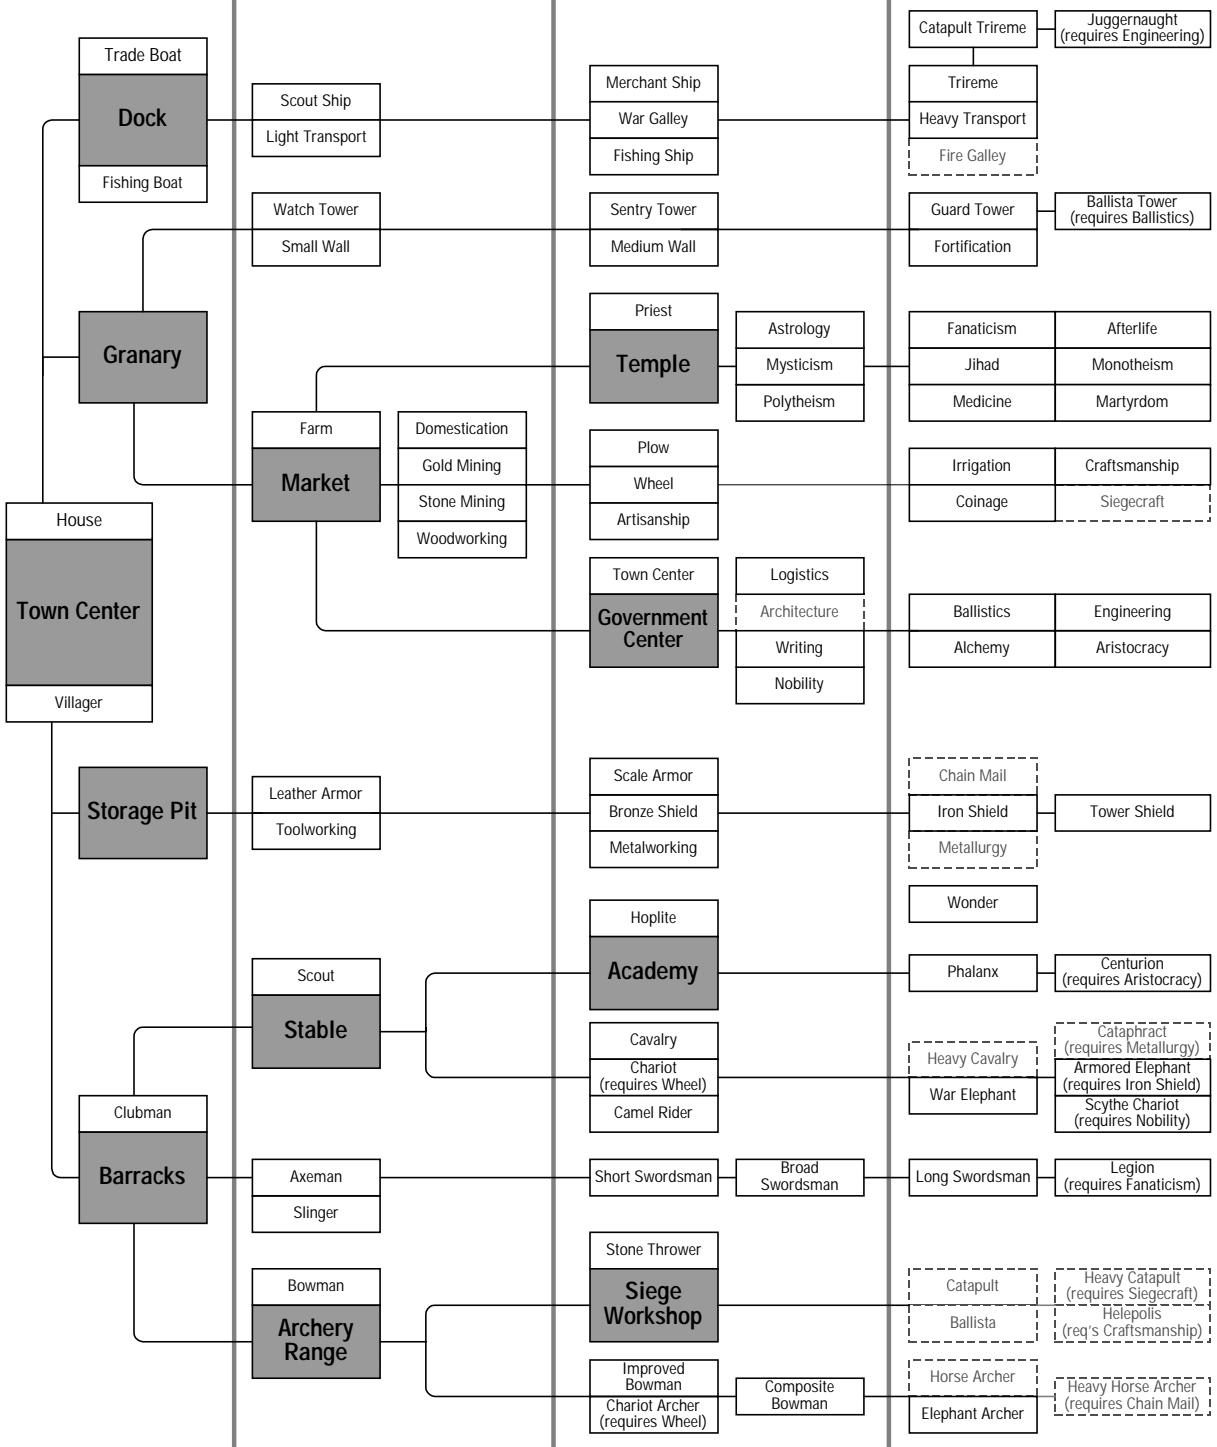 Catapult Trireme
Juggernaught
(requires Engineering)
Trade Boat
Dock
Fishing Boat
Scout Ship
Light Transport
Merchant Ship
War Galley
Fishing Ship
Trireme
Heavy Transport
Fire Galley
Watch Tower
Small Wall
Sentry Tower
Medium Wall
Guard Tower
Fortification
Ballista Tower
(requires Ballistics)
Granary
Priest
Temple
Astrology
Mysticism
Polytheism
Fanaticism
Afterlife
Jihad
Monotheism
Medicine
Martyrdom
Farm
Market
Domestication
Gold Mining
Stone Mining
Woodworking
Plow
Wheel
Artisanship
Irrigation
Craftsmanship
Coinage
Siegecraft
House
Town Center
Villager
Town Center
Government
Center
Logistics
Architecture
Writing
Nobility
Ballistics
Engineering
Alchemy
Aristocracy
Storage Pit
Leather Armor
Toolworking
Scale Armor
Bronze Shield
Metalworking
Chain Mail
Iron Shield
Metallurgy
Tower Shield
Wonder
Hoplite
Academy
Phalanx
Centurion
(requires Aristocracy)
Scout
Stable
Cavalry
Chariot
(requires Wheel)
Camel Rider
Heavy Cavalry
War Elephant
Cataphract
(requires Metallurgy)
Armored Elephant
(requires Iron Shield)
Scythe Chariot
(requires Nobility)
Clubman
Barracks
Axeman
Slinger
Short Swordsman
Broad
Swordsman
Long Swordsman
Legion
(requires Fanaticism)
Bowman
Archery
Range
Stone Thrower
Siege
Workshop
Catapult
Ballista
Heavy Catapult
(requires Siegecraft)
Helepolis
(req's Craftsmanship)
Improved
Bowman
Chariot Archer
(requires Wheel)
Composite
Bowman
Horse Archer
Elephant Archer
Heavy Horse Archer
(requires Chain Mail)